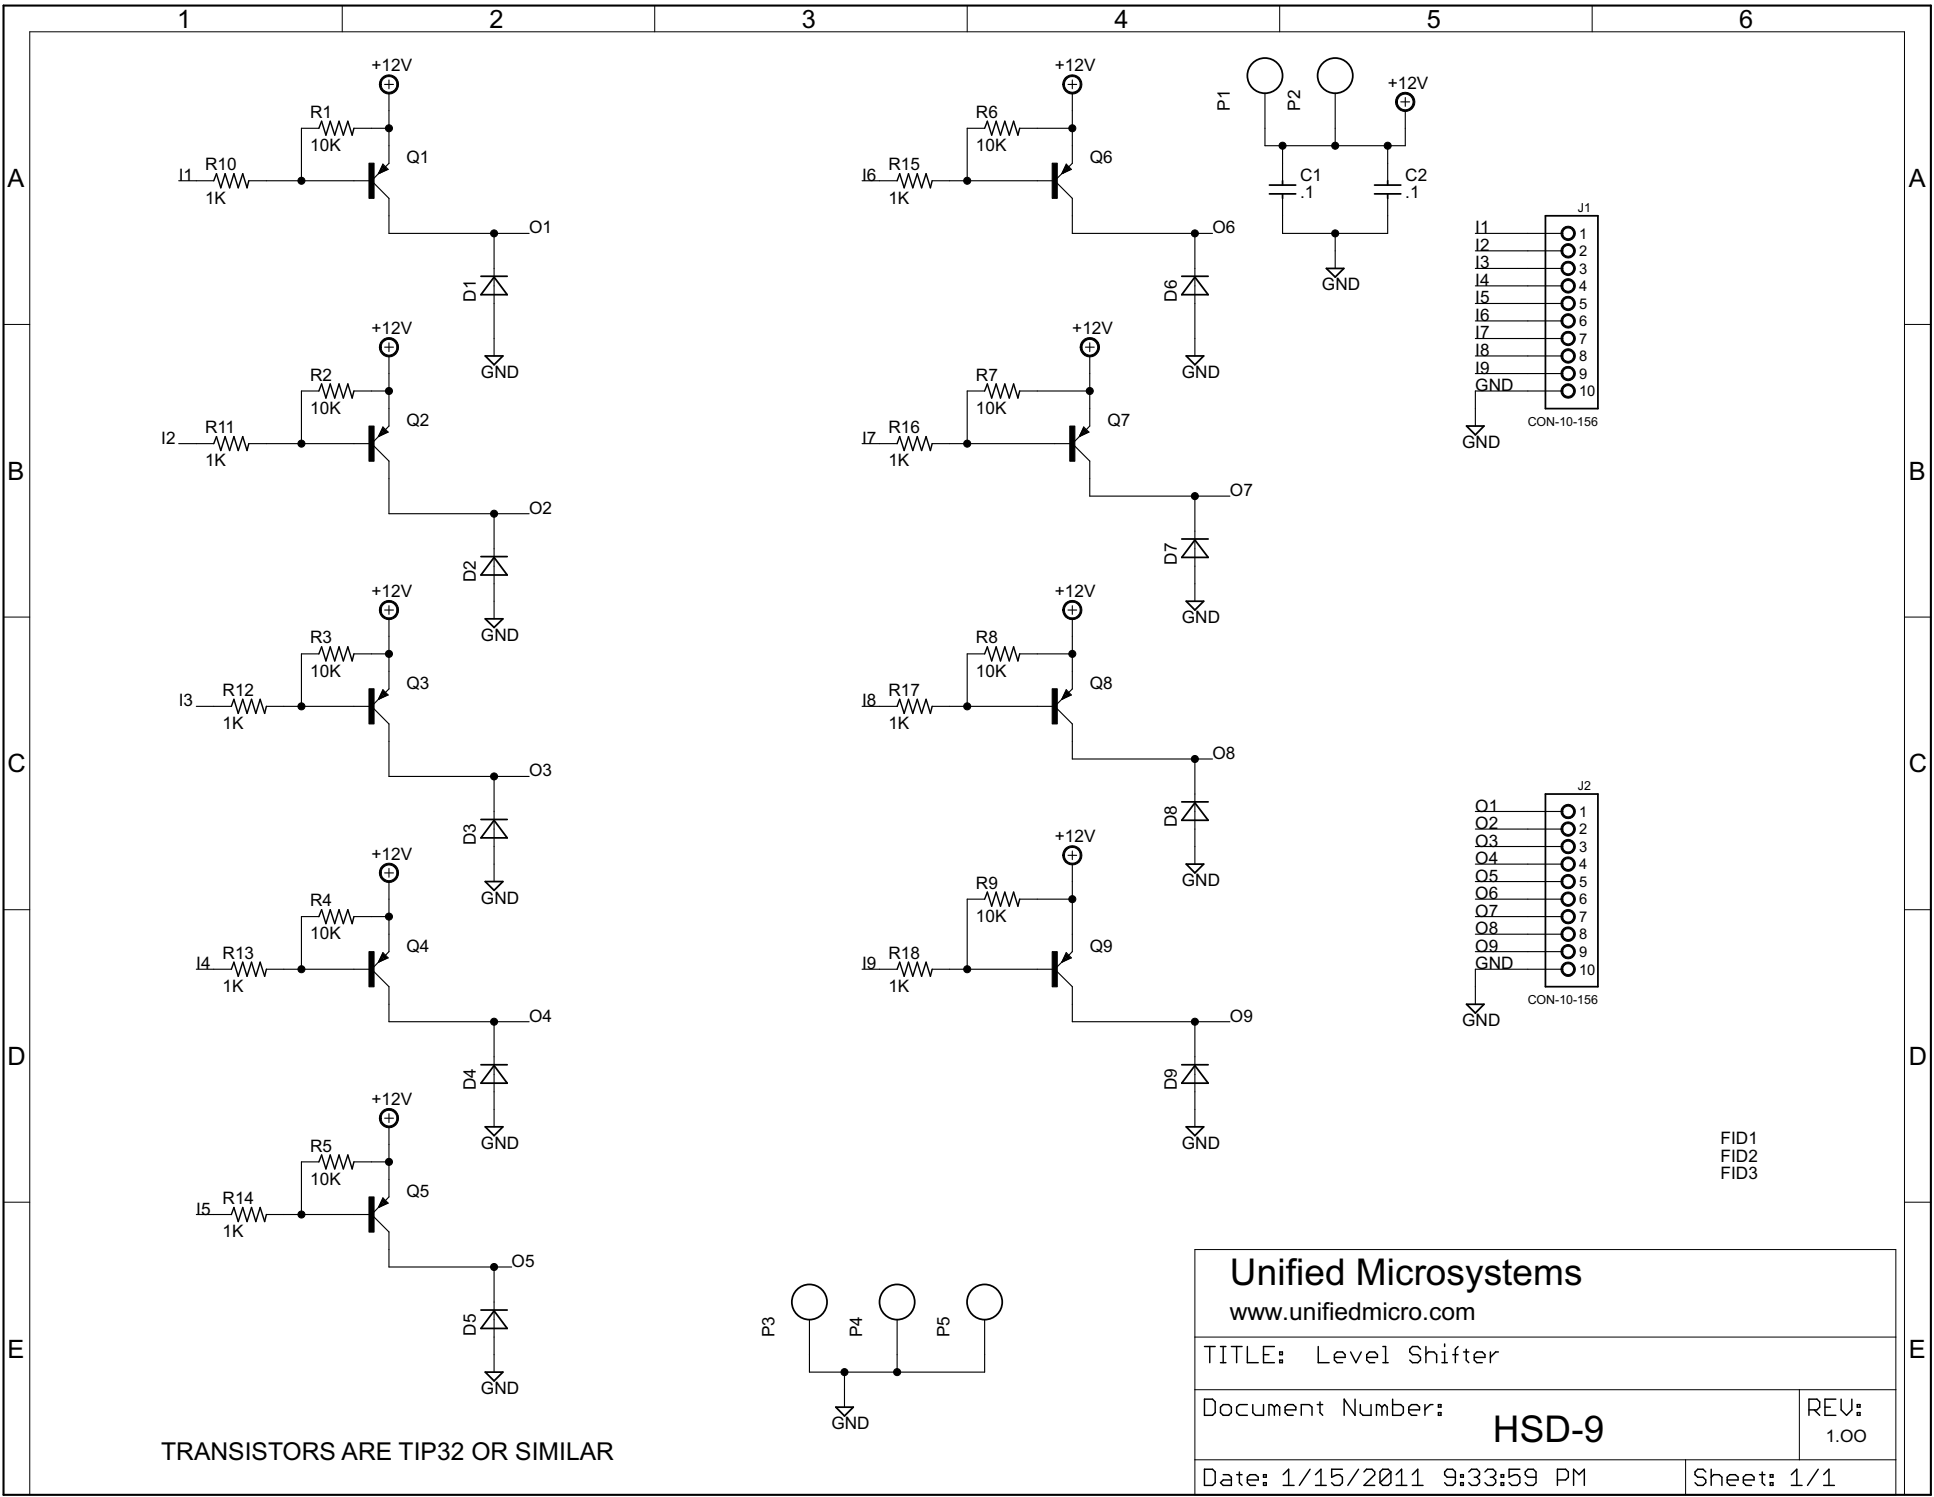 1 2 3 4 5 6
A A
B B
C C
D D
E E
+12V
R1
10K
Q1
I1
R10
1K
O1
D1
GND
+12V
R2
10K
Q2
I2
R11
1K
O2
D2
GND
+12V
R3
10K
Q3
I3
R12
1K
O3
D3
GND
+12V
R4
10K
Q4
I4
R13
1K
O4
D4
GND
+12V
R5
10K
Q5
I5
R14
1K
O5
D5
GND
+12V
R6
10K
Q6
I6
R15
1K
O6
D6
GND
+12V
R7
10K
Q7
I7
R16
1K
O7
D7
GND
+12V
R8
10K
Q8
I8
R17
1K
O8
D8
GND
+12V
R9
10K
Q9
I9
R18
1K
O9
D9
GND
P1
P2
+12V
C1
.1
C2
.1
GND
J1
I1 1
I2 2
I3 3
I4 4
I5 5
I6 6
I7 7
I8 8
I9 9
GND 10
CON-10-156
GND
J2
O1 1
O2 2
O3 3
O4 4
O5 5
O6 6
O7 7
O8 8
O9 9
GND 10
CON-10-156
GND
FID1
FID2
FID3
P3
P4
P5
GND
TRANSISTORS ARE TIP32 OR SIMILAR
Unified Microsystems
www.unifiedmicro.com
TITLE: Level Shifter
Document Number:
HSD-9
REV:
1.00
Date: 1/15/2011 9:33:59 PM
Sheet: 1/1